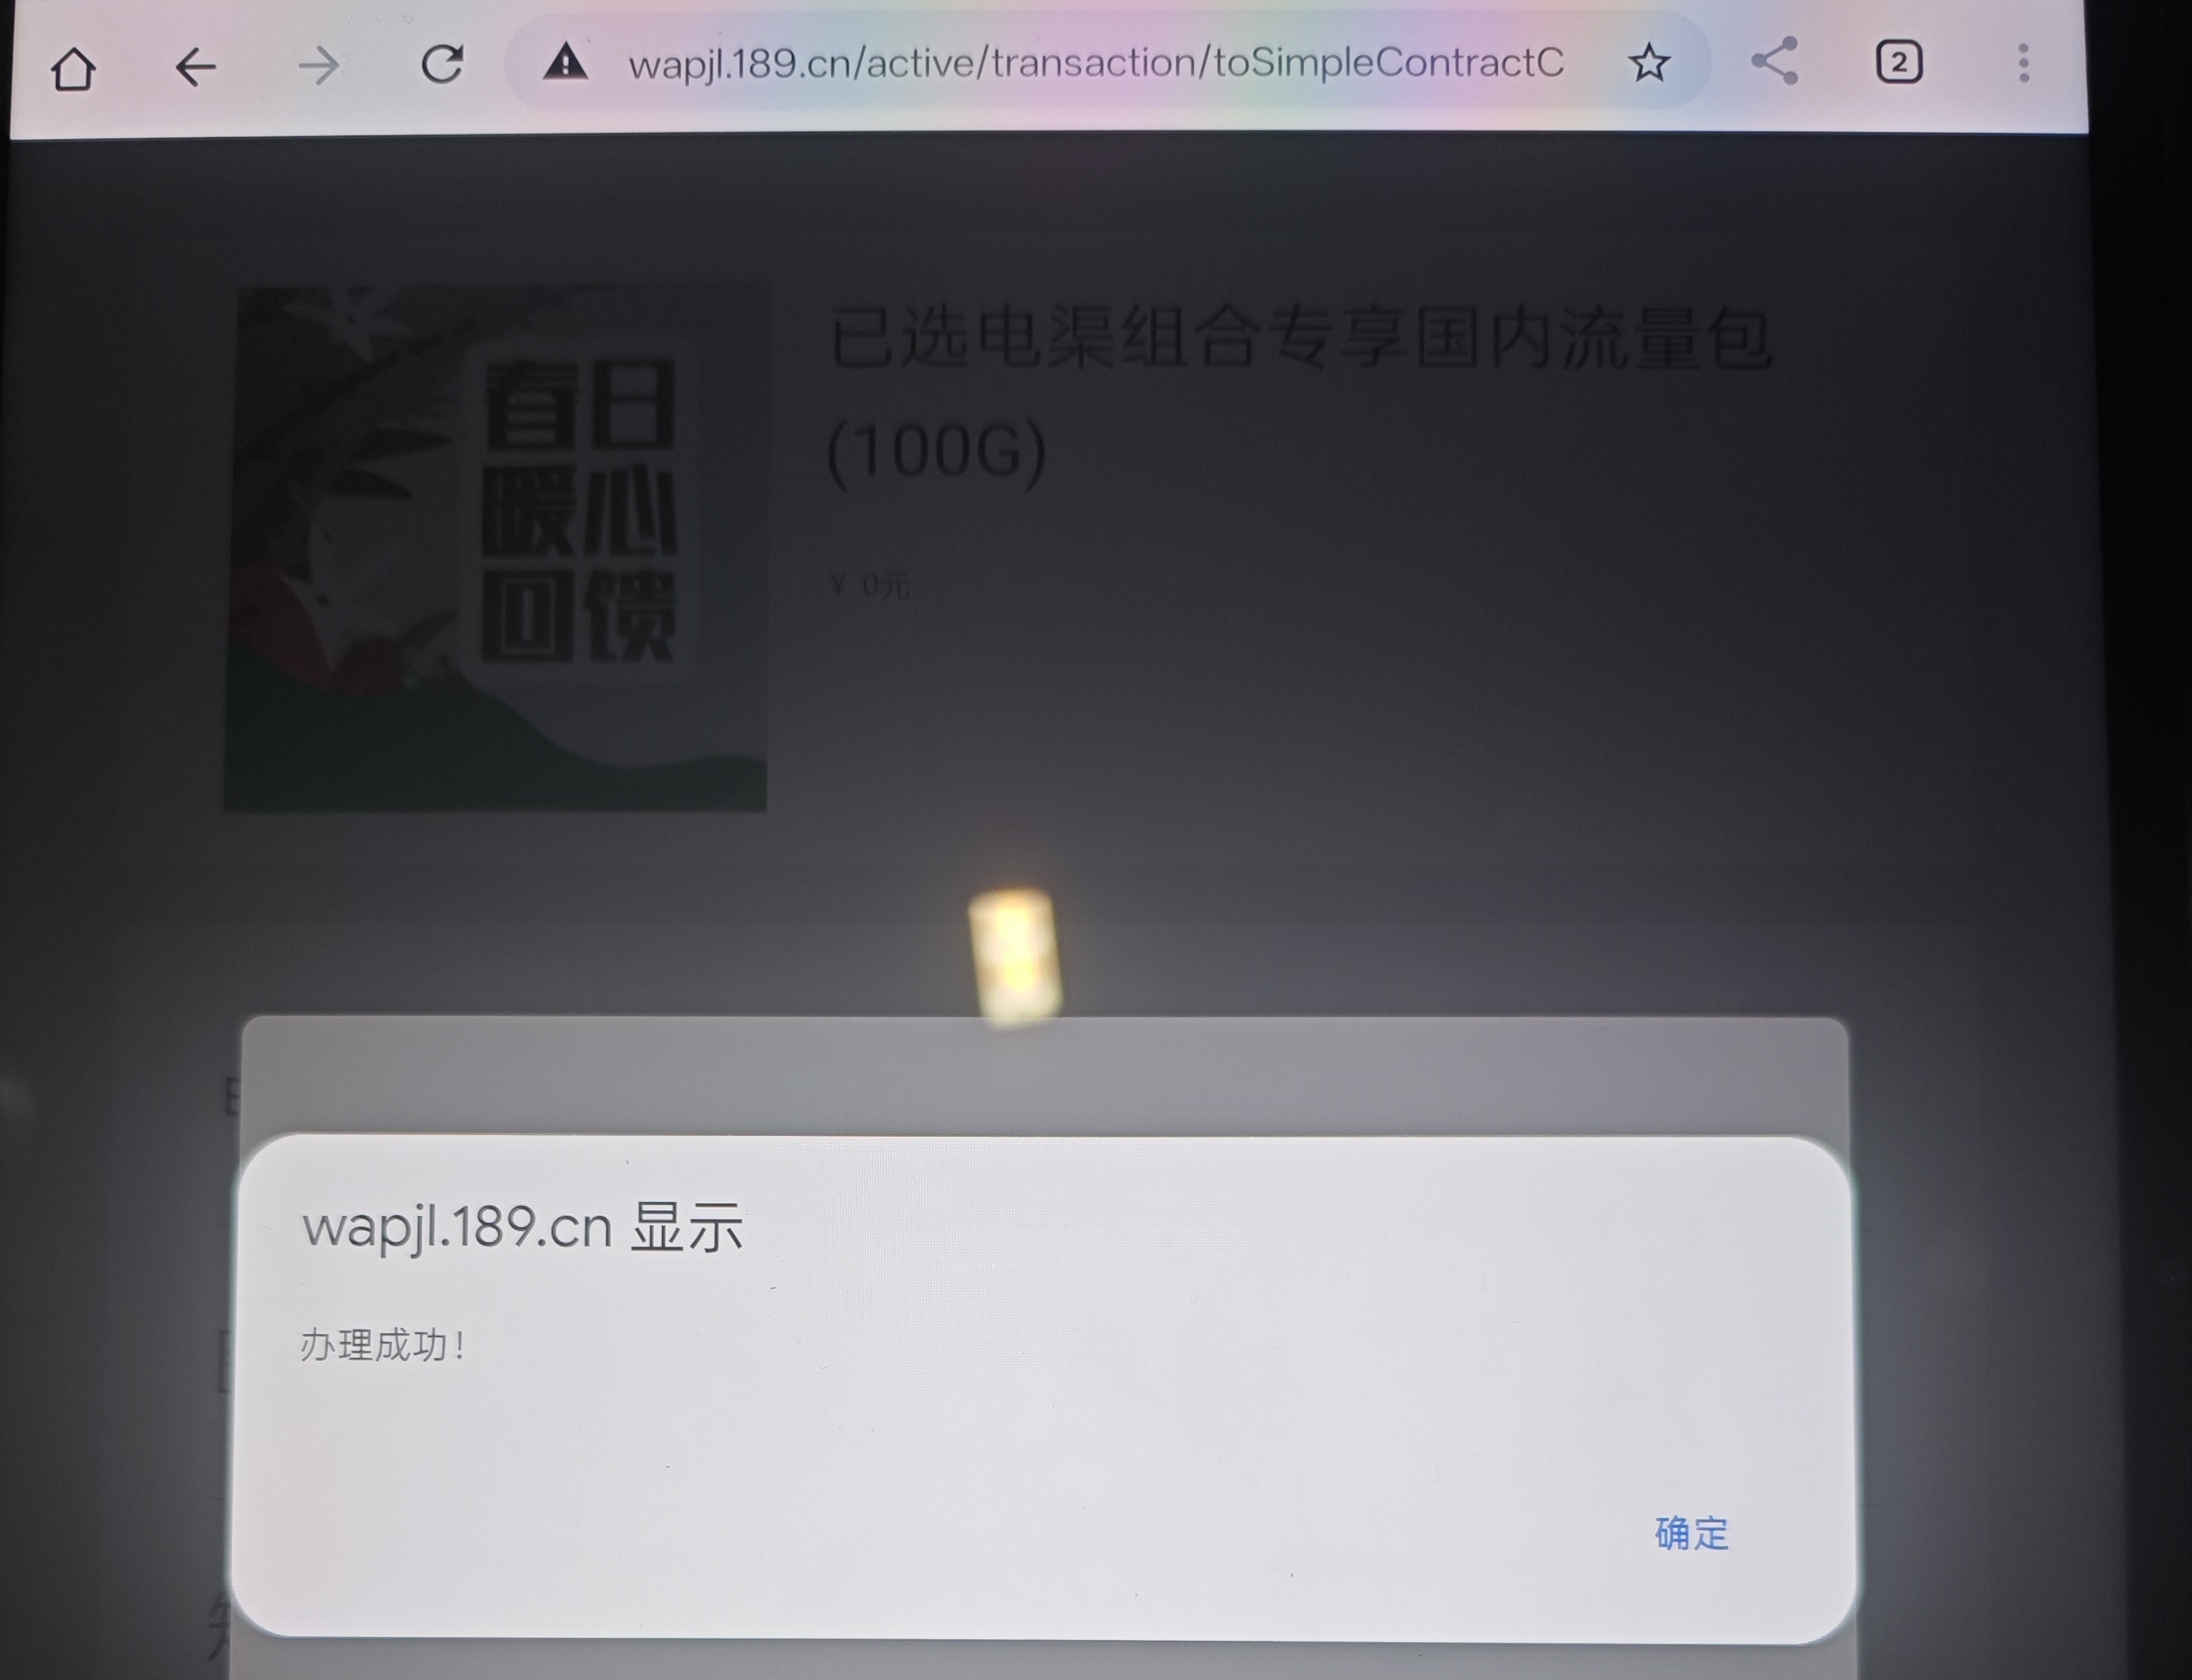 wapjl.189.cn/active/transaction/toSimpleContractC
2
春日
暖心
回馈
已选电渠组合专享国内流量包
(100G)
¥ 0元
wapjl.189.cn 显示
办理成功！
确定